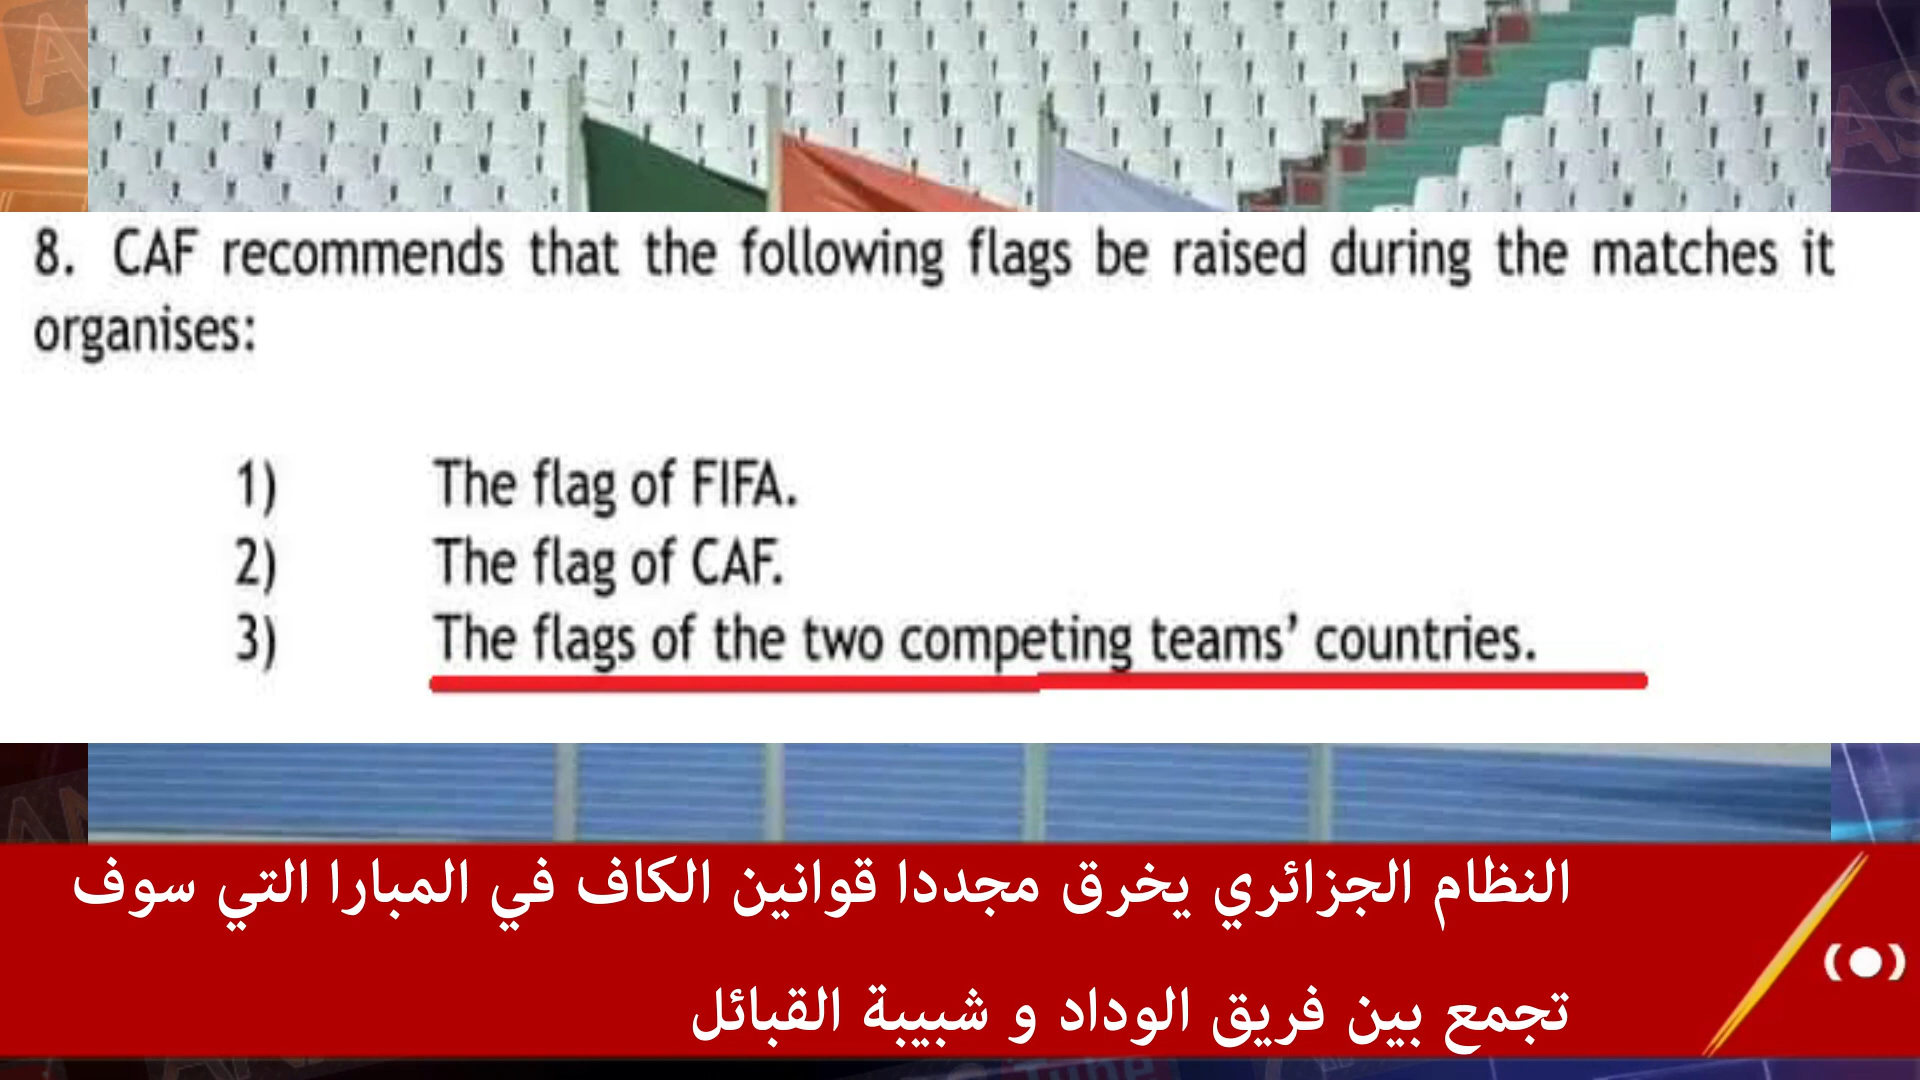 8. CAF recommends that the following flags be raised during the matches it
organises:
1) The flag of FIFA.
2) The flag of CAF.
3) The flags of the two competing teams’ countries.
النظام الجزائري يخرق مجددا قوانين الكاف في المبارا التي سوف
تجمع بين فريق الوداد و شبيبة القبائل